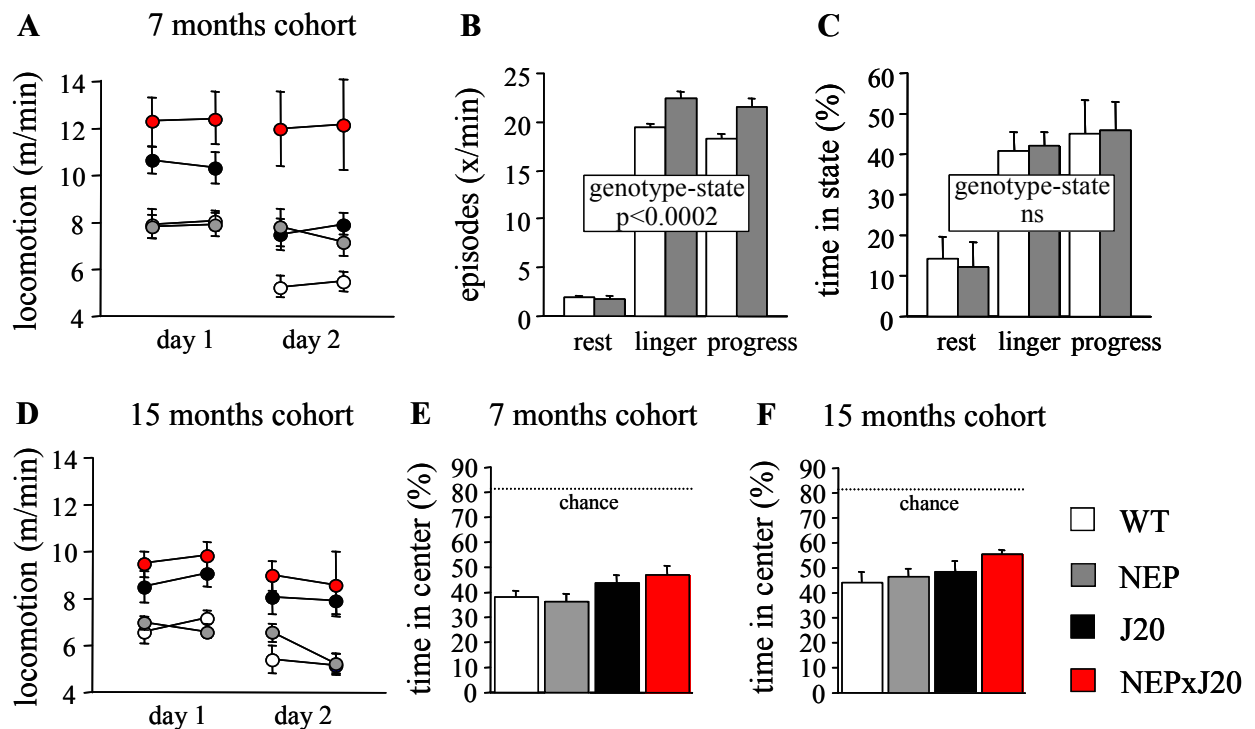 A 7 months cohort
locomotion (m/min)
14
12
10
8
6
4
day 1 day 2
B
episodes (x/min)
25
20
15
10
5
0
genotype-state
p<0.0002
rest linger progress
C
time in state (%)
60
50
40
30
20
10
0
genotype-state
ns
rest linger progress
D 15 months cohort
locomotion (m/min)
14
12
10
8
6
4
day 1 day 2
E 7 months cohort
time in center (%)
90
80
70
60
50
40
30
20
10
0
chance
F 15 months cohort
time in center (%)
90
80
70
60
50
40
30
20
10
0
chance
WT
NEP
J20
NEPxJ20